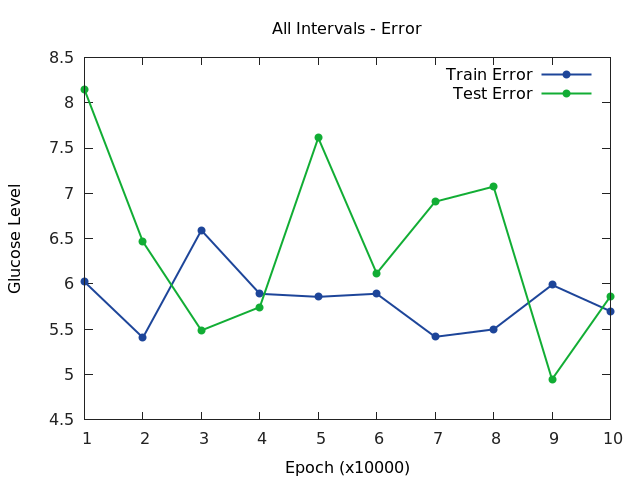 All Intervals - Error
8.5
8
7.5
7
6.5
6
5.5
5
4.5
Glucose Level
Train Error
Test Error
1 2 3 4 5 6 7 8 9 10
Epoch (x10000)